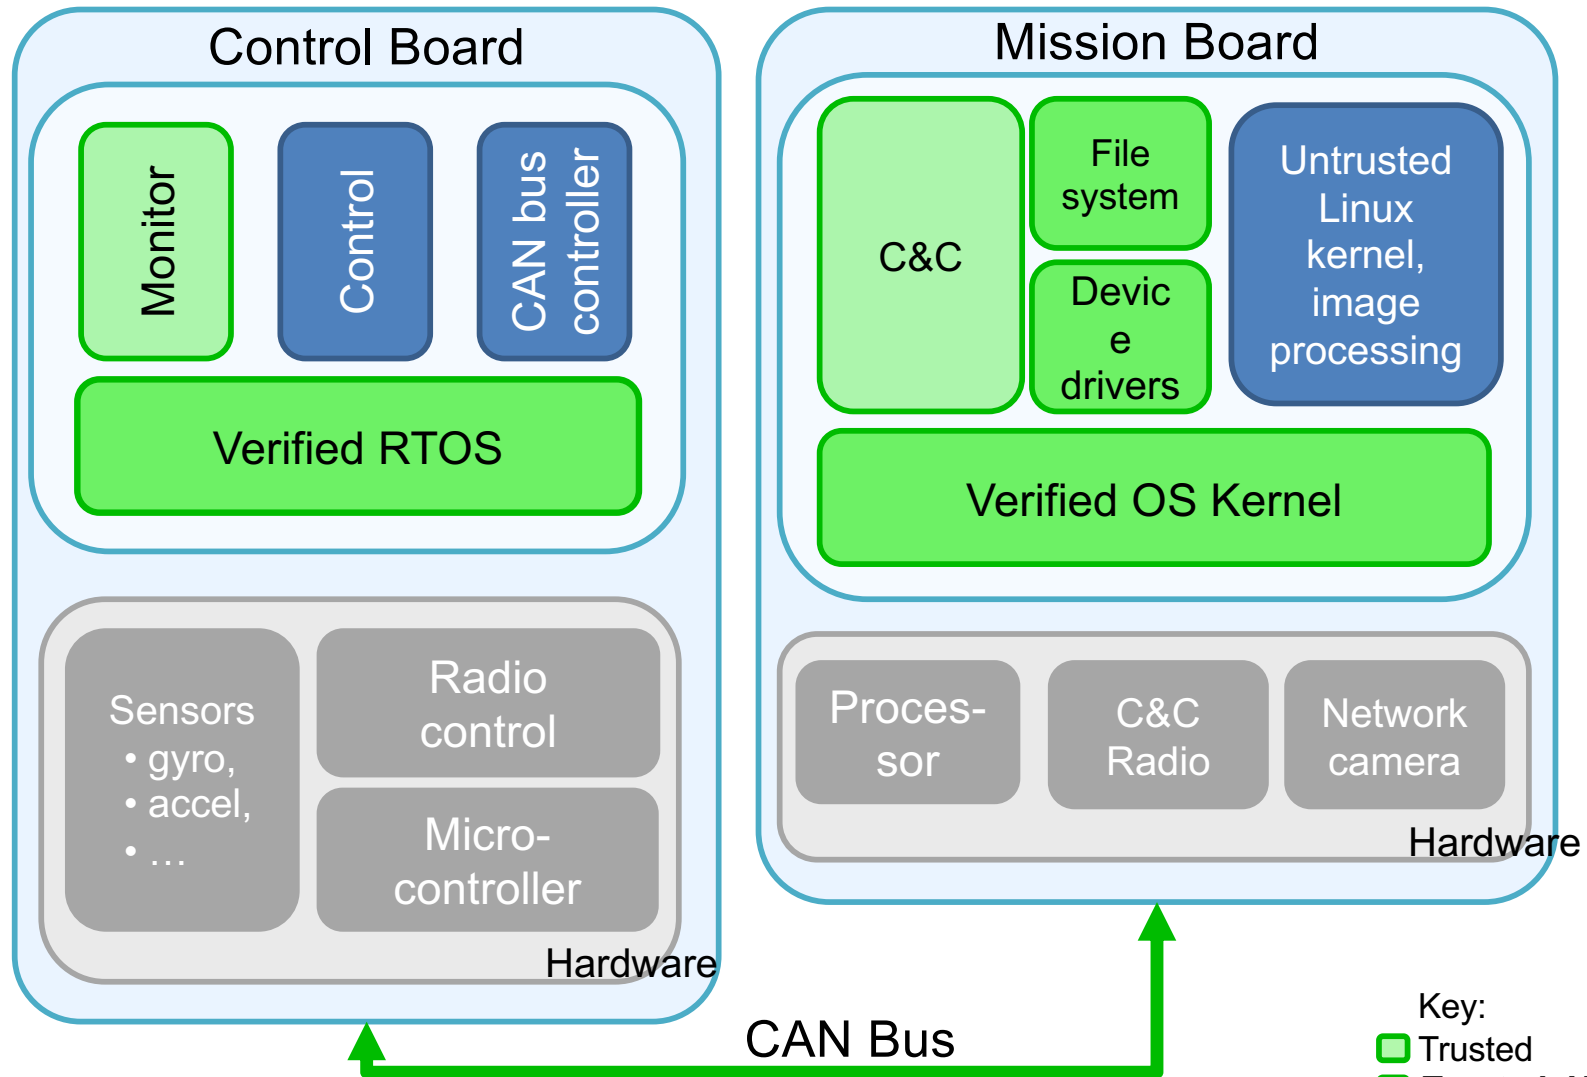 Control Board
Monitor
Control
CAN bus
controller
Verified RTOS
Sensors
• gyro,
• accel,
• …
Radio
control
Micro-
controller
Hardware
Mission Board
C&C
File
system
Devic
e
drivers
Untrusted
Linux
kernel,
image
processing
Verified OS Kernel
Proces-
sor
C&C
Radio
Network
camera
Hardware
CAN Bus
Key:
Trusted